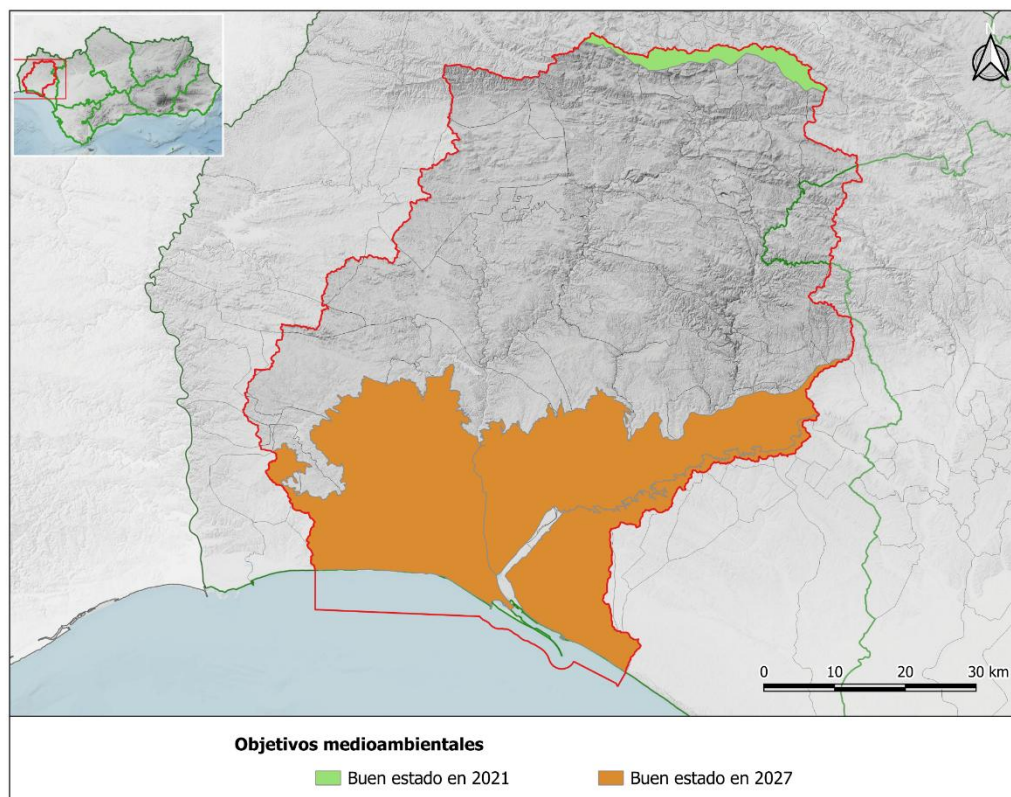 N
0 10 20 30 km
Objetivos medioambientales
Buen estado en 2021
Buen estado en 2027